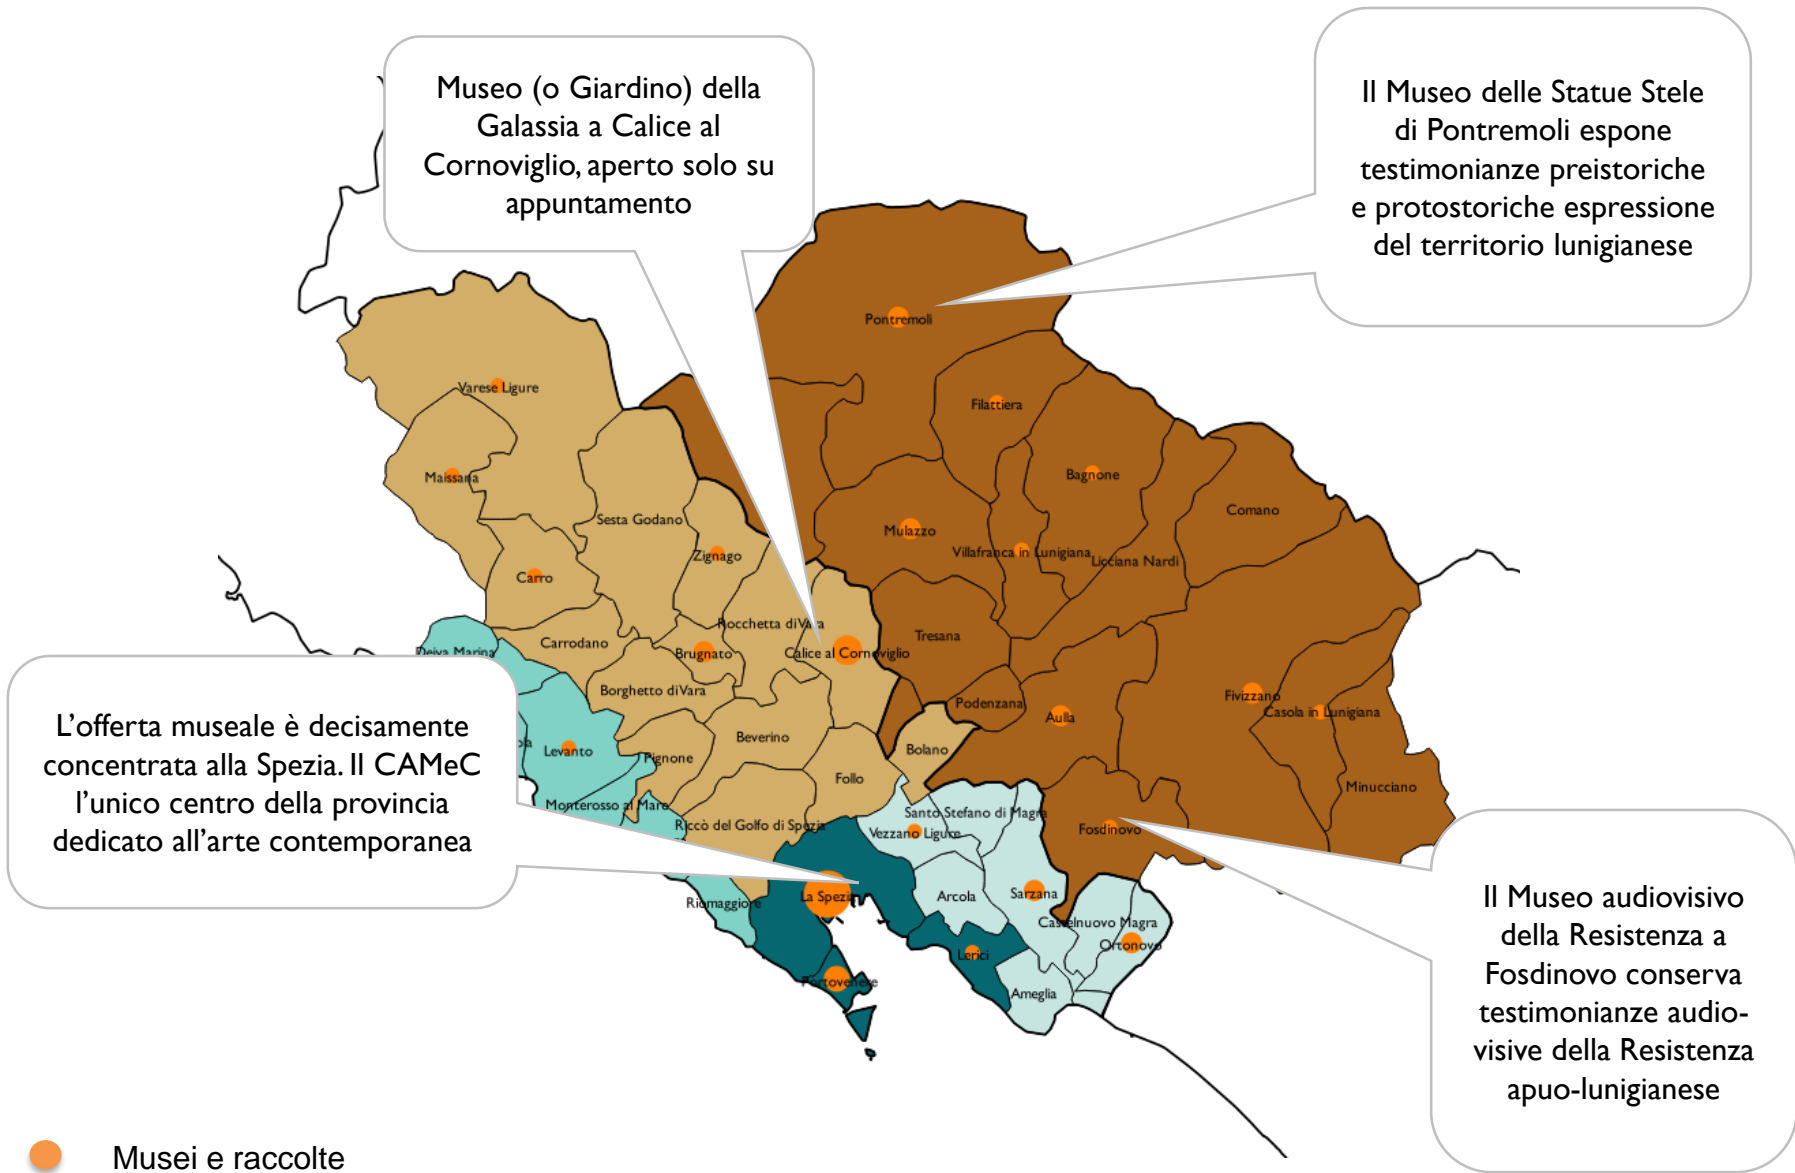 Museo (o Giardino) della
Galassia a Calice al
Cornoviglio, aperto solo su
appuntamento
Il Museo delle Statue Stele
di Pontremoli espone
testimonianze preistoriche
e protostoriche espressione
del territorio lunigianese
Pontremoli
Varese Ligure
Filattiera
Maissana
Bagnone
Sesta Godano
Comano
Mulazzo
Zignago
Villafranca in Lunigiana
Licciana Nardi
Carro
Rocchetta di Vara
Tresana
Carrodano
Deiva Marina
Brugnato
Calice al Cornoviglio
Borghetto di Vara
Podenzana
Fivizzano
Casola in Lunigiana
Aulla
L'offerta museale è decisamente
concentrata alla Spezia. Il CAMeC
l'unico centro della provincia
dedicato all'arte contemporanea
Levanto
Beverino
Bolano
Pignone
Follo
Minucciano
Monterosso al Mare
Santo Stefano di Magra
Riccò del Golfo di Spezia
Vezzano Ligure
Fosdinovo
La Spezia
Riomaggiore
Arcola
Sarzana
Castelnuovo Magra
Ortonovo
Lerici
Portovenere
Ameglia
Il Museo audiovisivo
della Resistenza a
Fosdinovo conserva
testimonianze audio-
visive della Resistenza
apuo-lunigianese
Musei e raccolte